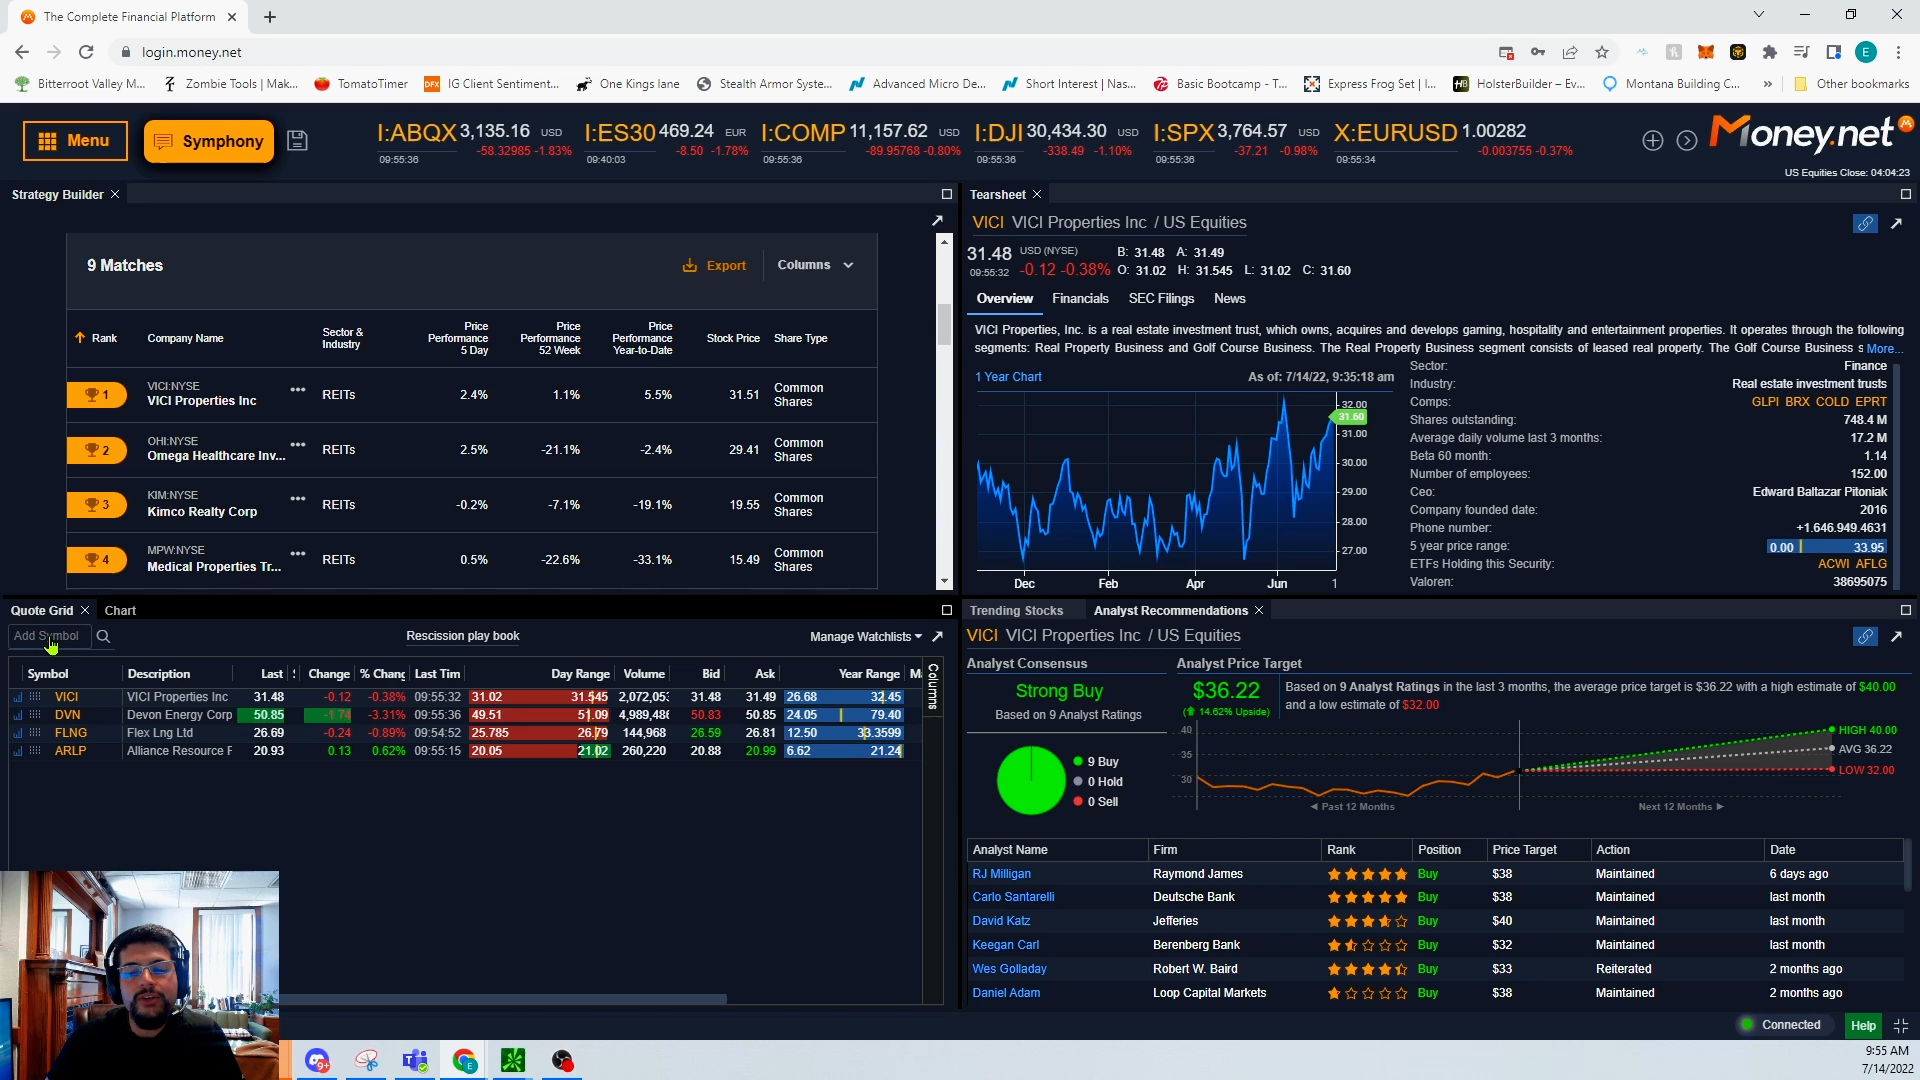 The Complete Financial Platform
login.money.net
Bitterroot Valley M...
Zombie Tools | Mak...
TomatoTimer
IG Client Sentiment...
One Kings lane
Stealth Armor Syste...
Advanced Micro De...
Short Interest | Nas...
Basic Bootcamp - T...
Express Frog Set | I...
HolsterBuilder – Ev...
Montana Building C...
Other bookmarks
Menu
Symphony
I:ABQX 3,135.16 USD
09:55:36 -58.32985 -1.83%
I:ES30 469.24 EUR
09:40:03 -8.50 -1.78%
I:COMP 11,157.62 USD
09:55:36 -89.95768 -0.80%
I:DJI 30,434.30 USD
09:55:36 -338.49 -1.10%
I:SPX 3,764.57 USD
09:55:36 -37.21 -0.98%
X:EURUSD 1.00282
09:55:34 -0.003755 -0.37%
Money.net
US Equities Close: 04:04:23
Strategy Builder
9 Matches
Export
Columns
Rank Company Name Sector & Industry Price Performance 5 Day Price Performance 52 Week Price Performance Year-to-Date Stock Price Share Type
1 VICI:NYSE VICI Properties Inc ••• REITs 2.4% 1.1% 5.5% 31.51 Common Shares
2 OHI:NYSE Omega Healthcare Inv... ••• REITs 2.5% -21.1% -2.4% 29.41 Common Shares
3 KIM:NYSE Kimco Realty Corp ••• REITs -0.2% -7.1% -19.1% 19.55 Common Shares
4 MPW:NYSE Medical Properties Tr... ••• REITs 0.5% -22.6% -33.1% 15.49 Common Shares
Tearsheet
VICI VICI Properties Inc / US Equities
31.48 USD (NYSE) B: 31.48 A: 31.49
09:55:32 -0.12 -0.38% O: 31.02 H: 31.545 L: 31.02 C: 31.60
Overview Financials SEC Filings News
VICI Properties, Inc. is a real estate investment trust, which owns, acquires and develops gaming, hospitality and entertainment properties. It operates through the following
segments: Real Property Business and Golf Course Business. The Real Property Business segment consists of leased real property. The Golf Course Business s More...
1 Year Chart
As of: 7/14/22, 9:35:18 am
32.00
31.60
31.00
30.00
29.00
28.00
27.00
Dec Feb Apr Jun 1
Sector: Finance
Industry: Real estate investment trusts
Comps: GLPI BRX COLD EPRT
Shares outstanding: 748.4 M
Average daily volume last 3 months: 17.2 M
Beta 60 month: 1.14
Number of employees: 152.00
Ceo: Edward Baltazar Pitoniak
Company founded date: 2016
Phone number: +1.646.949.4631
5 year price range: 0.00 33.95
ETFs Holding this Security: ACWI AFLG
Valoren: 38695075
Quote Grid Chart
Add Symbol
Rescission play book
Manage Watchlists
Symbol Description Last Change % Chang Last Tim Day Range Volume Bid Ask Year Range M
VICI VICI Properties Inc 31.48 -0.12 -0.38% 09:55:32 31.02 31.545 2,072,05 31.48 31.49 26.68 32.45
DVN Devon Energy Corp 50.85 -1.74 -3.31% 09:55:36 49.51 51.09 4,989,48 50.83 50.85 24.05 79.40
FLNG Flex Lng Ltd 26.69 -0.24 -0.89% 09:54:52 25.785 26.79 144,968 26.59 26.81 12.50 33.3599
ARLP Alliance Resource F 20.93 0.13 0.62% 09:55:15 20.05 21.02 260,220 20.88 20.99 6.62 21.24
Columns
Trending Stocks Analyst Recommendations
VICI VICI Properties Inc / US Equities
Analyst Consensus
Strong Buy
Based on 9 Analyst Ratings
9 Buy
0 Hold
0 Sell
Analyst Price Target
$36.22
(14.62% Upside)
Based on 9 Analyst Ratings in the last 3 months, the average price target is $36.22 with a high estimate of $40.00
and a low estimate of $32.00
40
35
30
HIGH 40.00
AVG 36.22
LOW 32.00
Past 12 Months
Next 12 Months
Analyst Name Firm Rank Position Price Target Action Date
RJ Milligan Raymond James Buy $38 Maintained 6 days ago
Carlo Santarelli Deutsche Bank Buy $38 Maintained last month
David Katz Jefferies Buy $40 Maintained last month
Keegan Carl Berenberg Bank Buy $32 Maintained last month
Wes Golladay Robert W. Baird Buy $33 Reiterated 2 months ago
Daniel Adam Loop Capital Markets Buy $38 Maintained 2 months ago
Connected
Help
9:55 AM
7/14/2022